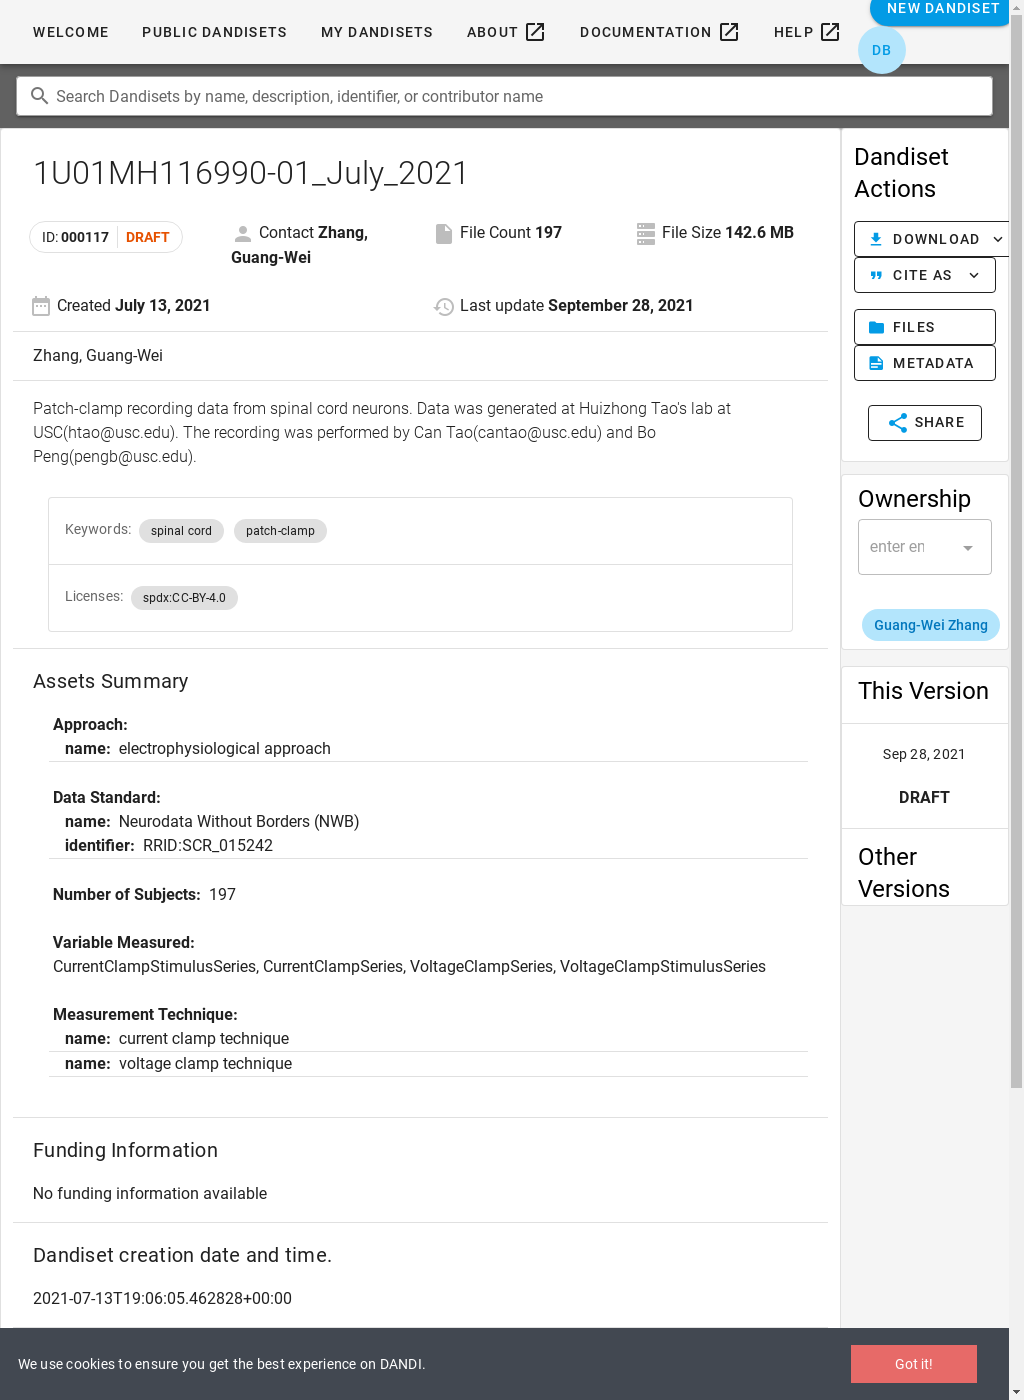 NEW DANDISET
WELCOME PUBLIC DANDISETS MY DANDISETS ABOUT DOCUMENTATION HELP
DB
Search Dandisets by name, description, identifier, or contributor name
1U01MH116990-01_July_2021
ID: 000117 DRAFT
Contact Zhang,
Guang-Wei
File Count 197
File Size 142.6 MB
Created July 13, 2021
Last update September 28, 2021
Zhang, Guang-Wei
Patch-clamp recording data from spinal cord neurons. Data was generated at Huizhong Tao's lab at
USC(htao@usc.edu). The recording was performed by Can Tao(cantao@usc.edu) and Bo
Peng(pengb@usc.edu).
Keywords: spinal cord patch-clamp
Licenses: spdx:CC-BY-4.0
Assets Summary
Approach:
name: electrophysiological approach
Data Standard:
name: Neurodata Without Borders (NWB)
identifier: RRID:SCR_015242
Number of Subjects: 197
Variable Measured:
CurrentClampStimulusSeries, CurrentClampSeries, VoltageClampSeries, VoltageClampStimulusSeries
Measurement Technique:
name: current clamp technique
name: voltage clamp technique
Funding Information
No funding information available
Dandiset creation date and time.
2021-07-13T19:06:05.462828+00:00
Dandiset
Actions
DOWNLOAD
CITE AS
FILES
METADATA
SHARE
Ownership
enter en
Guang-Wei Zhang
This Version
Sep 28, 2021
DRAFT
Other
Versions
We use cookies to ensure you get the best experience on DANDI.
Got it!